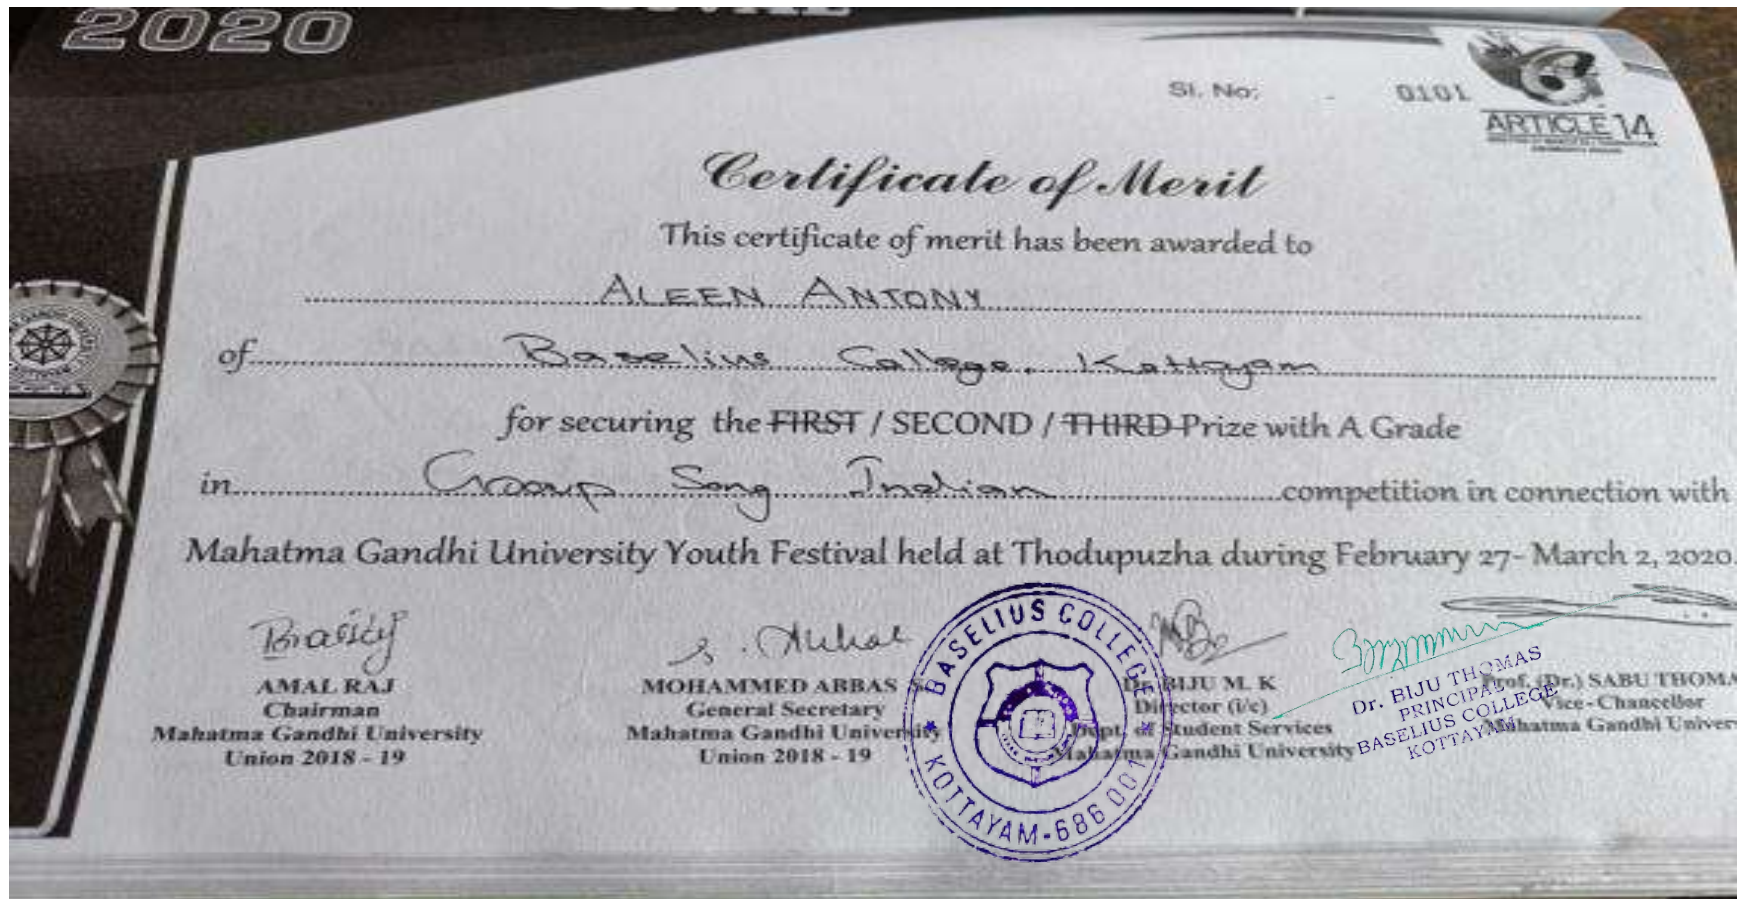 2020
Sl. No: 0101
ARTICLE 14
Certificate of Merit
This certificate of merit has been awarded to
ALEEN ANTONY
of Baselius College, Kottayam
for securing the FIRST / SECOND / THIRD Prize with A Grade
in Group Song Indian competition in connection with
Mahatma Gandhi University Youth Festival held at Thodupuzha during February 27- March 2, 2020.
AMAL RAJ
Chairman
Mahatma Gandhi University
Union 2018 - 19
MOHAMMED ABBAS
General Secretary
Mahatma Gandhi University
Union 2018 - 19
BASELIUS COLLEGE
KOTTAYAM-686 001
Dr. BIJU M. K
Director (i/c)
Dept. of Student Services
Mahatma Gandhi University
Dr. BIJU THOMAS
PRINCIPAL
BASELIUS COLLEGE
KOTTAYAM
Prof. (Dr.) SABU THOMA
Vice-Chancellor
Mahatma Gandhi Univer